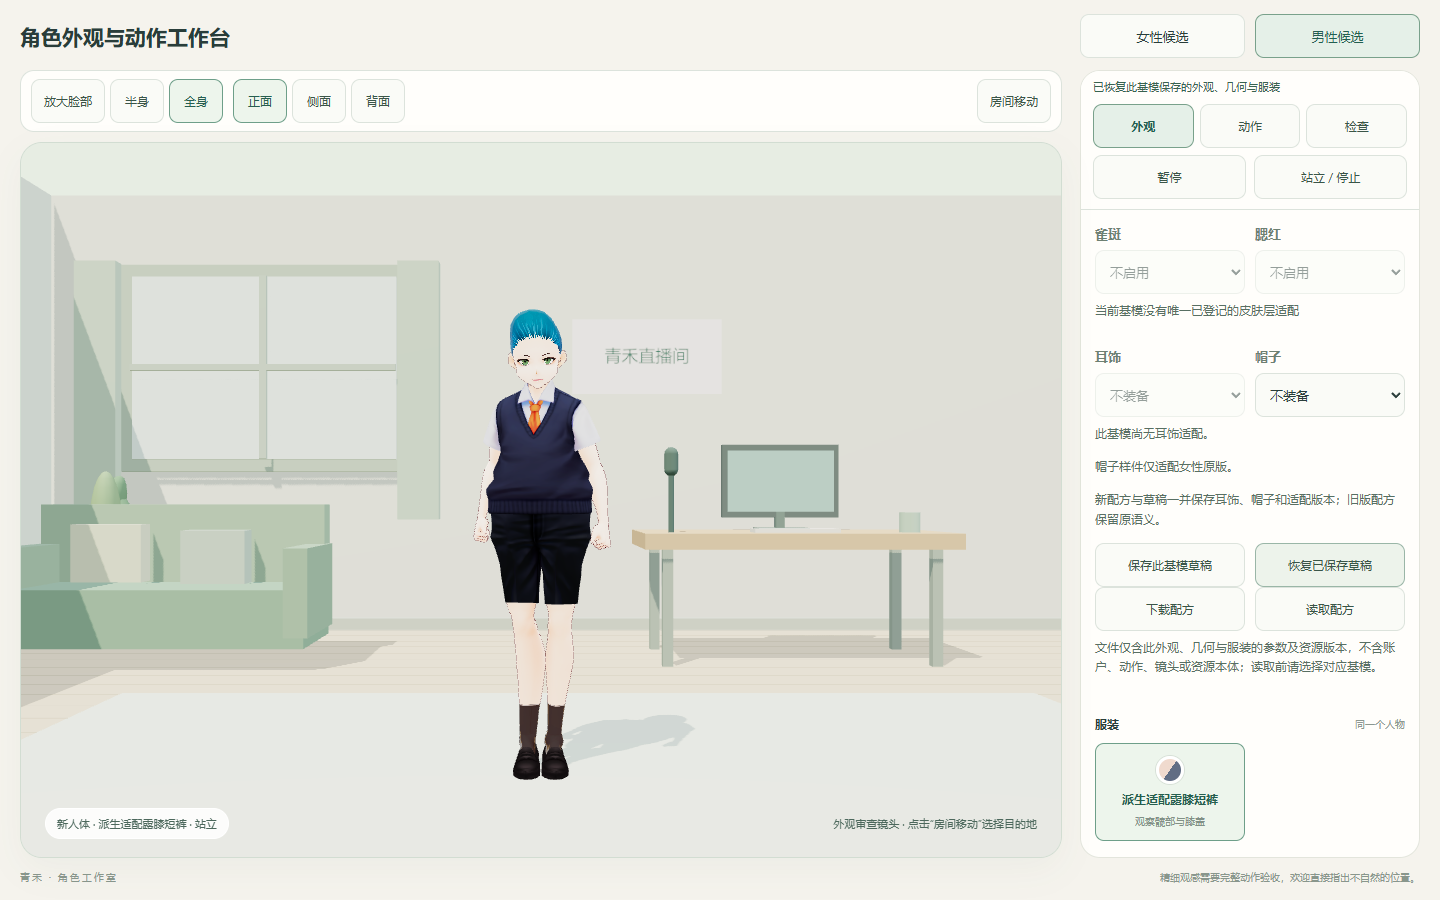 角色外观与动作工作台
女性候选
男性候选
放大脸部
半身
全身
正面
侧面
背面
房间移动
已恢复此基模保存的外观、几何与服装
外观
动作
检查
暂停
站立 / 停止
雀斑
腮红
不启用
不启用
当前基模没有唯一已登记的皮肤层适配
耳饰
帽子
不装备
不装备
此基模尚无耳饰适配。
帽子样件仅适配女性原版。
新配方与草稿一并保存耳饰、帽子和适配版本；旧版配方
保留原语义。
保存此基模草稿
恢复已保存草稿
下载配方
读取配方
文件仅含此外观、几何与服装的参数及资源版本，不含账
户、动作、镜头或资源本体；读取前请选择对应基模。
服装
同一个人物
派生适配露膝短裤
观察髋部与膝盖
青禾直播间
新人体 · 派生适配露膝短裤 · 站立
外观审查镜头 · 点击“房间移动”选择目的地
青禾 · 角色工作室
精细观感需要完整动作验收，欢迎直接指出不自然的位置。